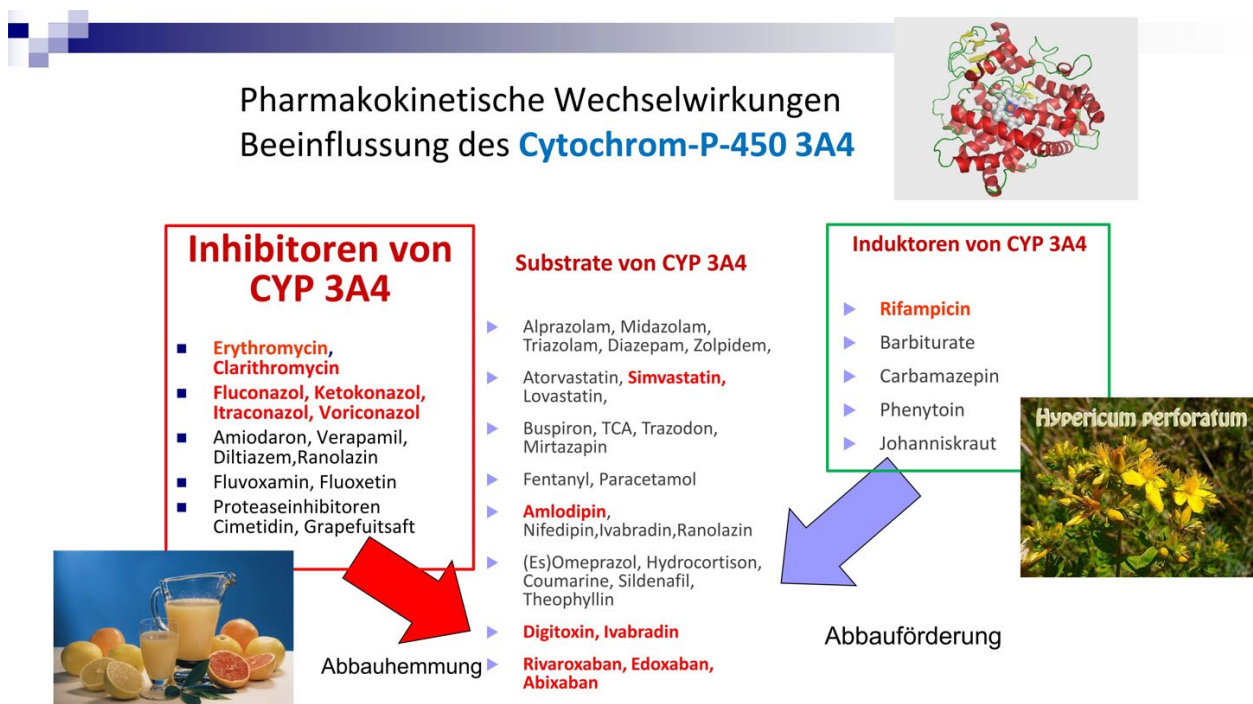 Pharmakokinetische Wechselwirkungen
Beeinflussung des Cytochrom-P-450 3A4
Inhibitoren von
CYP 3A4
Erythromycin,
Clarithromycin
Fluconazol, Ketokonazol,
Itraconazol, Voriconazol
Amiodaron, Verapamil,
Diltiazem,Ranolazin
Fluvoxamin, Fluoxetin
Proteaseinhibitoren
Cimetidin, Grapefuitsaft
Abbauhemmung
Substrate von CYP 3A4
Alprazolam, Midazolam,
Triazolam, Diazepam, Zolpidem,
Atorvastatin, Simvastatin,
Lovastatin,
Buspiron, TCA, Trazodon,
Mirtazapin
Fentanyl, Paracetamol
Amlodipin,
Nifedipin,Ivabradin,Ranolazin
(Es)Omeprazol, Hydrocortison,
Coumarine, Sildenafil,
Theophyllin
Digitoxin, Ivabradin
Rivaroxaban, Edoxaban,
Abixaban
Induktoren von CYP 3A4
Rifampicin
Barbiturate
Carbamazepin
Phenytoin
Johanniskraut
Hypericum perforatum
Abbauförderung